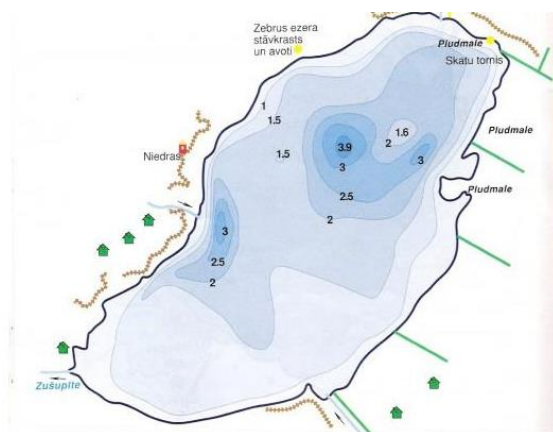 Zebrus ezera
stāvkrasts
un avoti
Pludmale
Skatu tornis
1
1.5
1.6
Pludmale
Niedras
1.5
3.9
2
3
3
Pludmale
2.5
2
3
2.5
2
Zušupīte